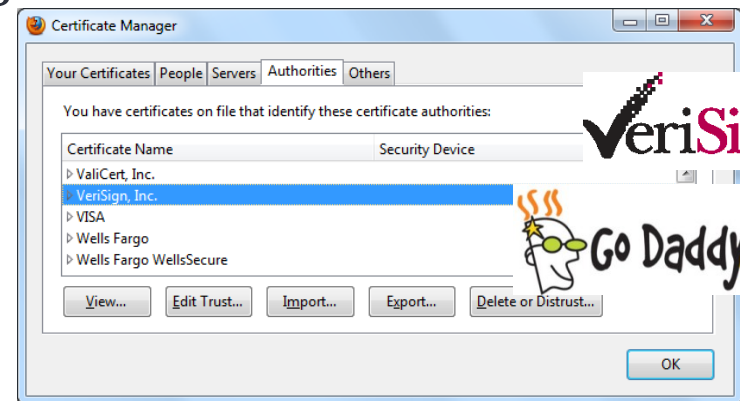 Certificate Manager
Your Certificates People Servers Authorities Others
You have certificates on file that identify these certificate authorities:
VeriSi
Certificate Name Security Device
ValiCert, Inc.
VeriSign, Inc.
VISA
Wells Fargo
Wells Fargo WellsSecure
Go Daddy
View... Edit Trust... Import... Export... Delete or Distrust...
OK